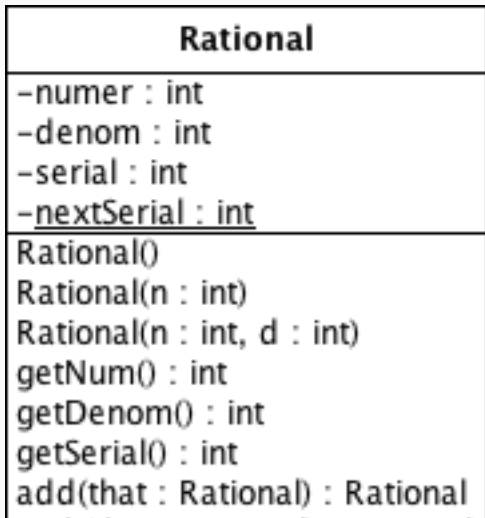 Rational
-numer : int
-denom : int
-serial : int
-nextSerial : int
Rational()
Rational(n : int)
Rational(n : int, d : int)
getNum() : int
getDenom() : int
getSerial() : int
add(that : Rational) : Rational